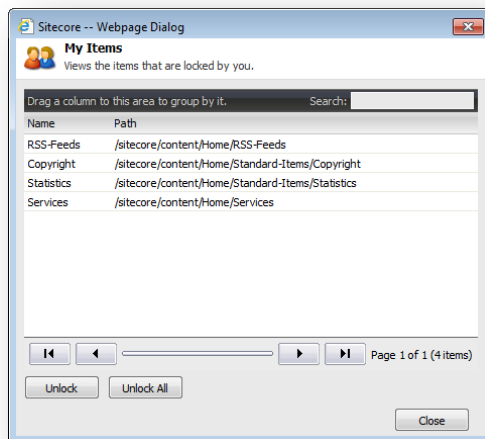 Sitecore -- Webpage Dialog
My Items
Views the items that are locked by you.
Drag a column to this area to group by it. Search:
Name Path
RSS-Feeds /sitecore/content/Home/RSS-Feeds
Copyright /sitecore/content/Home/Standard-Items/Copyright
Statistics /sitecore/content/Home/Standard-Items/Statistics
Services /sitecore/content/Home/Services
Page 1 of 1 (4 items)
Unlock Unlock All
Close